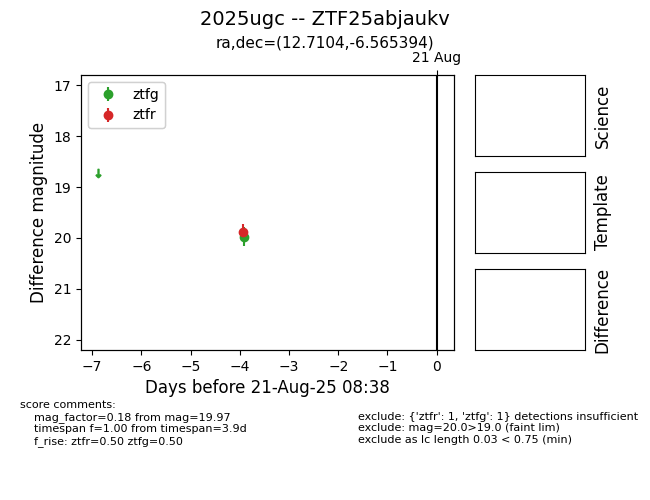 2025ugc -- ZTF25abjaukv
ra,dec=(12.7104,-6.565394)
21 Aug
ztfg
ztfr
17
18
19
20
21
22
Difference magnitude
−7
−6
−5
−4
−3
−2
−1
0
Days before 21-Aug-25 08:38
Science
Template
Difference
score comments:
mag_factor=0.18 from mag=19.97
timespan f=1.00 from timespan=3.9d
f_rise: ztfr=0.50 ztfg=0.50
exclude: {'ztfr': 1, 'ztfg': 1} detections insufficient
exclude: mag=20.0>19.0 (faint lim)
exclude as lc length 0.03 < 0.75 (min)